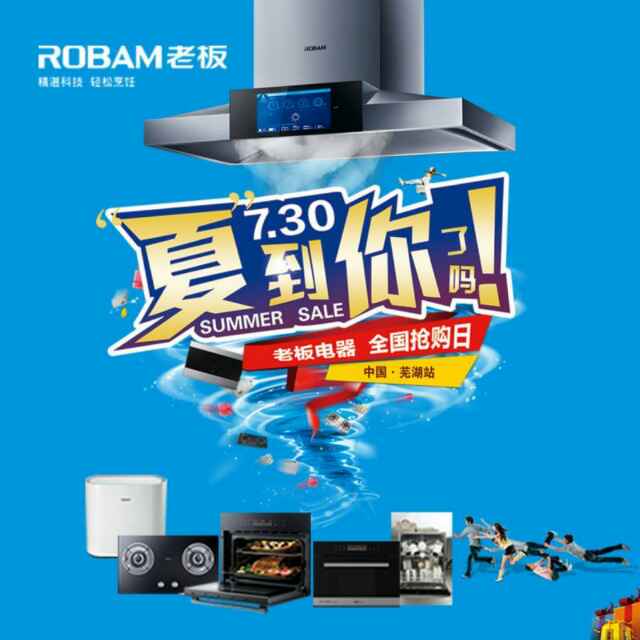 ROBAM老板
精湛科技 轻松烹饪
ROBAM
7.30
“夏”到你了吗!
SUMMER SALE
老板电器 全国抢购日
中国·芜湖站